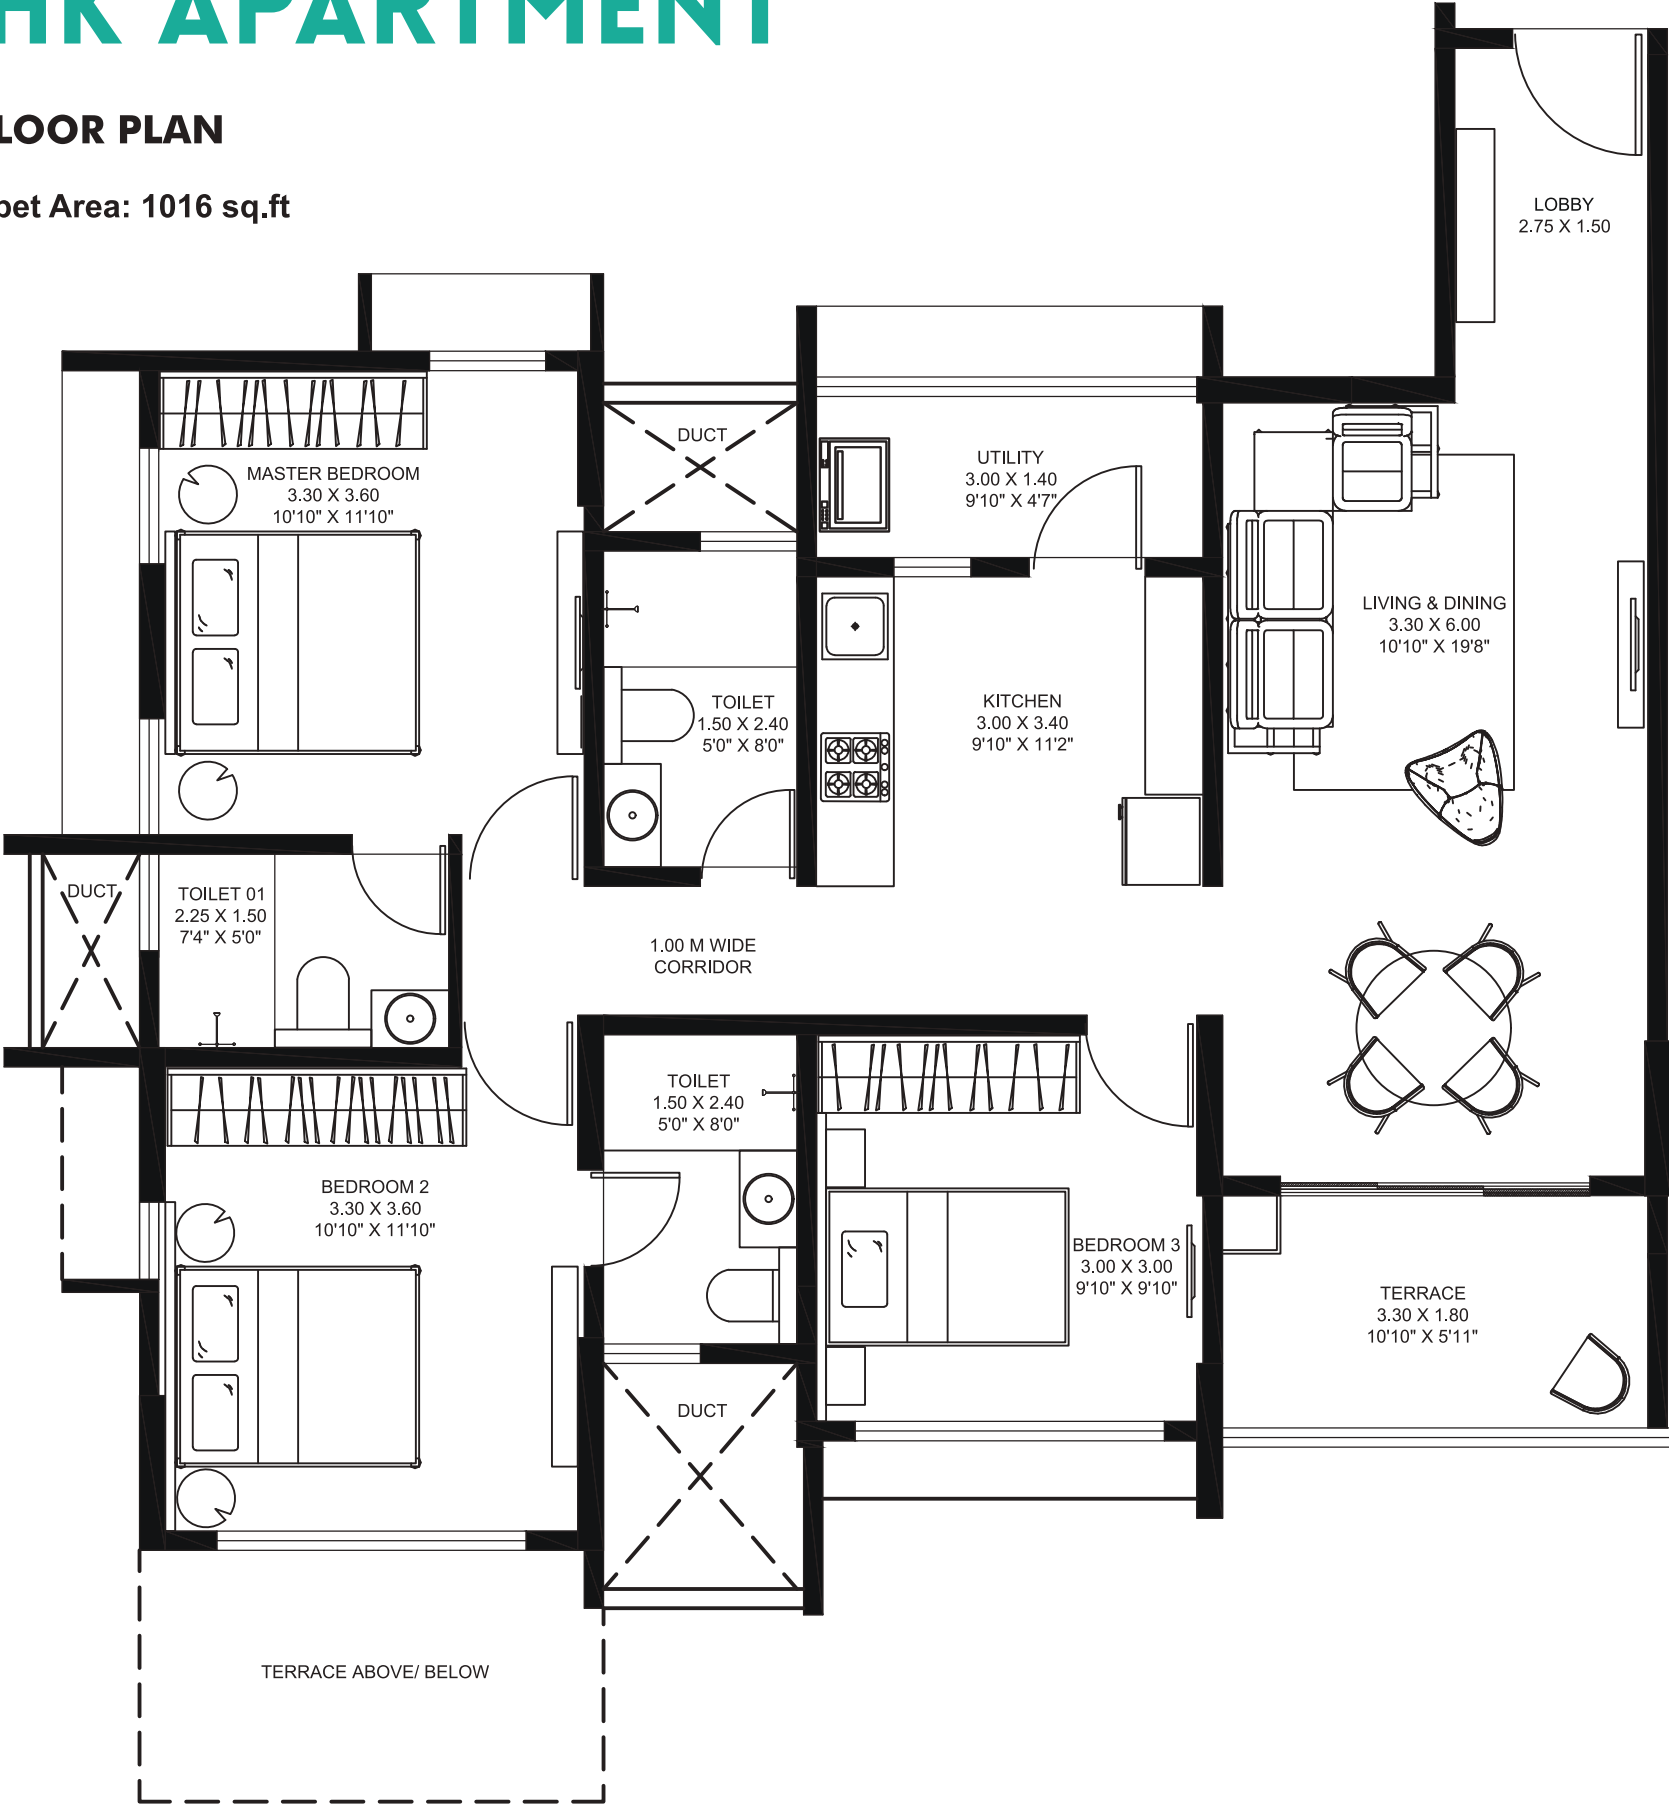 HK APARTMENT
LOOR PLAN
pet Area: 1016 sq.ft
LOBBY
2.75 X 1.50
DUCT
UTILITY
3.00 X 1.40
9'10" X 4'7"
MASTER BEDROOM
3.30 X 3.60
10'10" X 11'10"
LIVING & DINING
3.30 X 6.00
10'10" X 19'8"
TOILET
1.50 X 2.40
5'0" X 8'0"
KITCHEN
3.00 X 3.40
9'10" X 11'2"
DUCT
TOILET 01
2.25 X 1.50
7'4" X 5'0"
1.00 M WIDE
CORRIDOR
TOILET
1.50 X 2.40
5'0" X 8'0"
BEDROOM 2
3.30 X 3.60
10'10" X 11'10"
BEDROOM 3
3.00 X 3.00
9'10" X 9'10"
TERRACE
3.30 X 1.80
10'10" X 5'11"
DUCT
TERRACE ABOVE/ BELOW